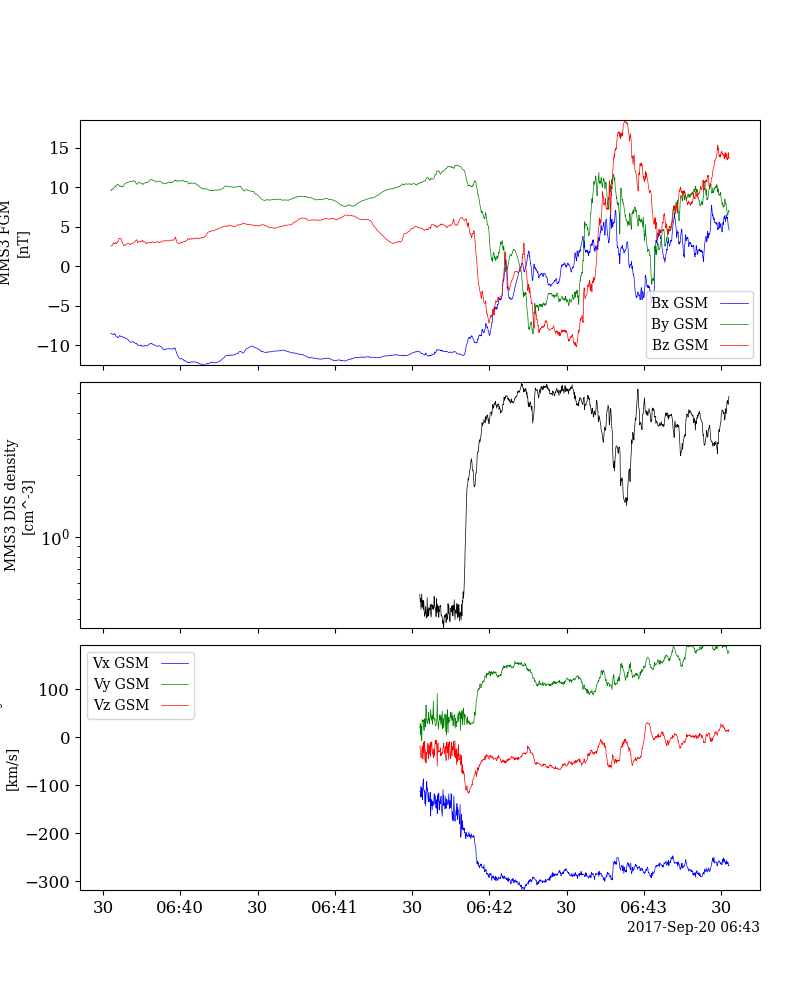 15
10
5
0
−5
−10
MMS3 FGM
[nT]
Bx GSM
By GSM
Bz GSM
10⁰
MMS3 DIS density
[cm^-3]
Vx GSM
Vy GSM
Vz GSM
100
0
−100
−200
−300
[km/s]
30 06:40 30 06:41 30 06:42 30 06:43 30
2017-Sep-20 06:43